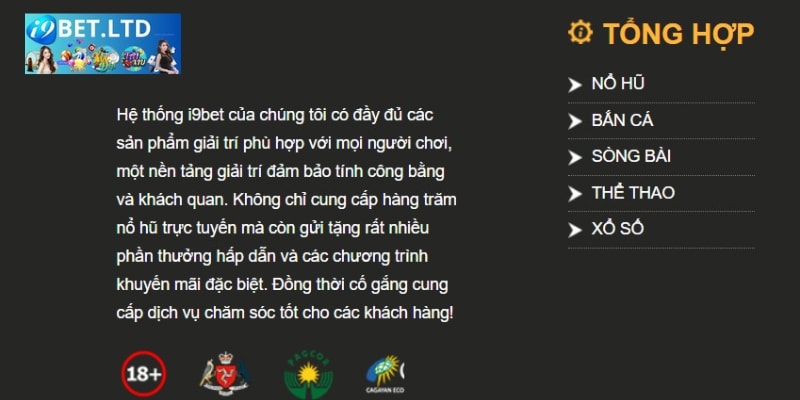 i9BET.LTD
TỔNG HỢP
NỔ HŨ
BẮN CÁ
SÒNG BÀI
THỂ THAO
XỔ SỐ
Hệ thống i9bet của chúng tôi có đầy đủ các
sản phẩm giải trí phù hợp với mọi người chơi,
một nền tảng giải trí đảm bảo tính công bằng
và khách quan. Không chỉ cung cấp hàng trăm
nổ hũ trực tuyến mà còn gửi tặng rất nhiều
phần thưởng hấp dẫn và các chương trình
khuyến mãi đặc biệt. Đồng thời cố gắng cung
cấp dịch vụ chăm sóc tốt cho các khách hàng!
18+
PAGCOR
CAGAYAN ECO